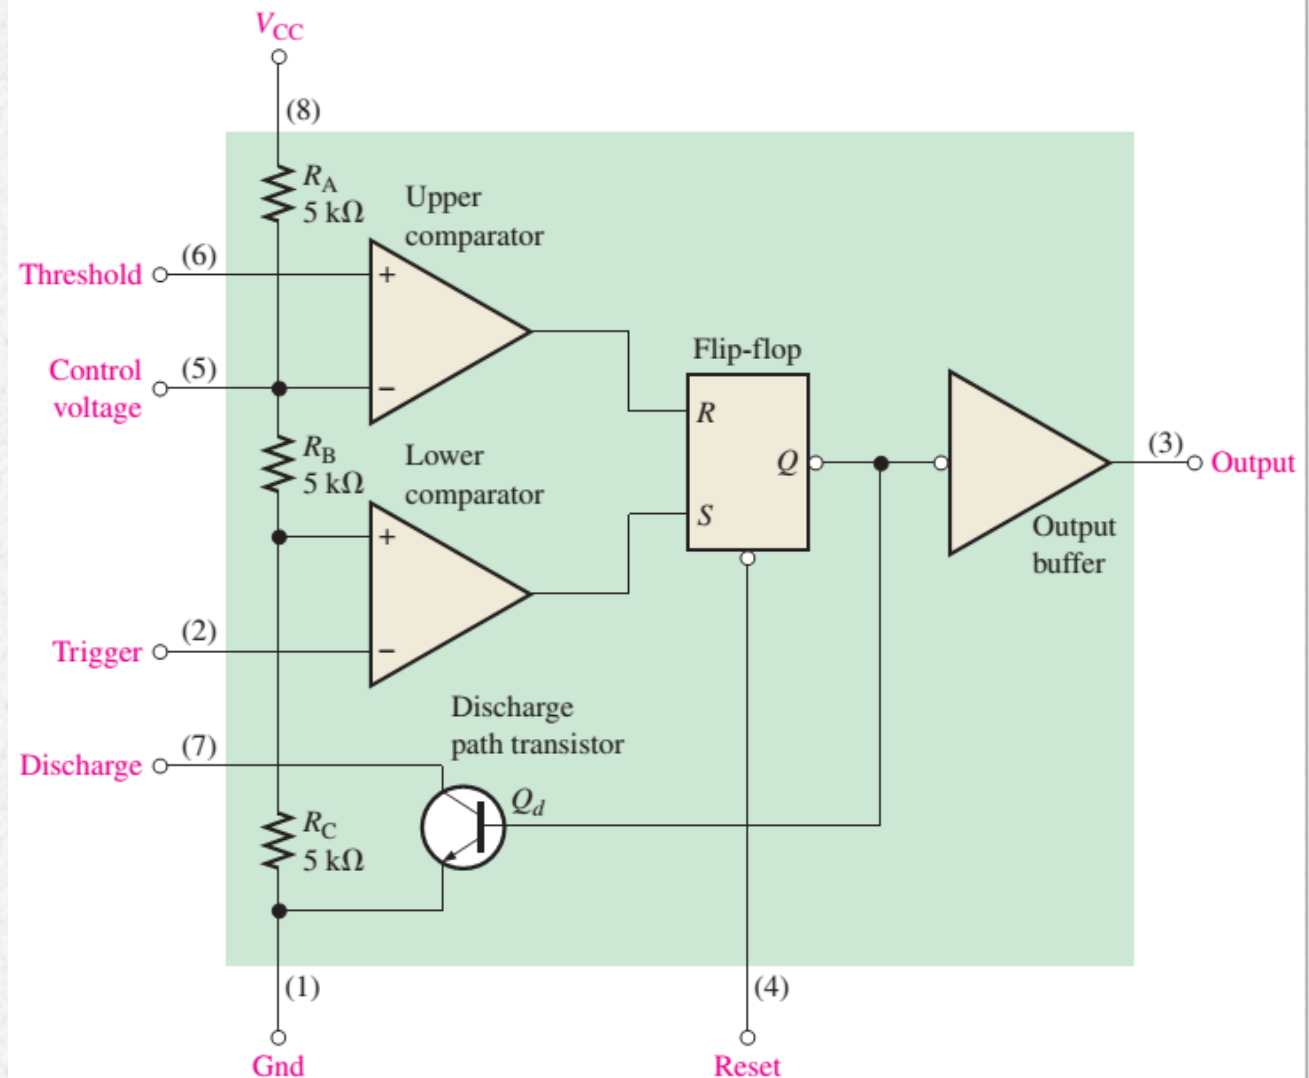 VCC
(8)
RA
5 kΩ
Upper
comparator
Threshold
(6)
+
Control
voltage
(5)
−
Flip-flop
R
Q
S
RB
5 kΩ
Lower
comparator
+
(3)
Output
Output
buffer
Trigger
(2)
−
Discharge
path transistor
Discharge
(7)
Qd
RC
5 kΩ
(1)
(4)
Gnd
Reset